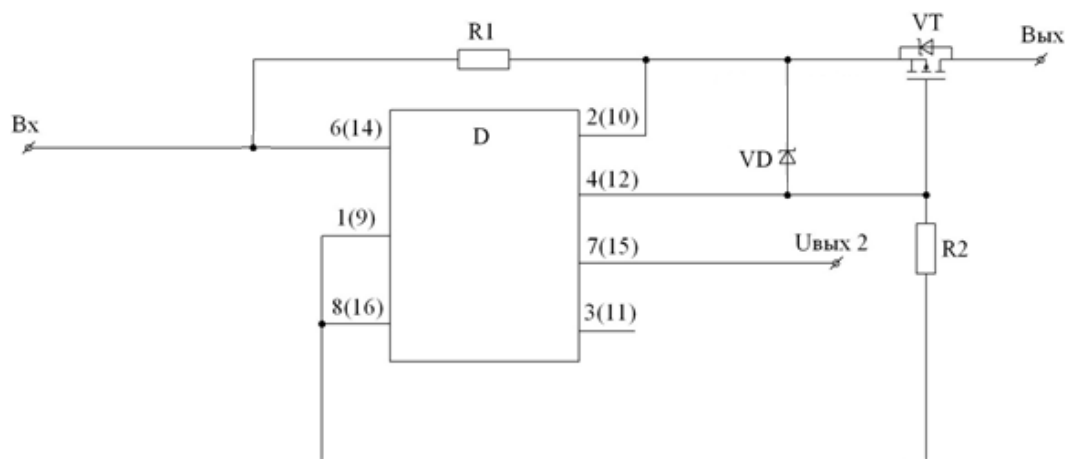 VT
R1
Вых
Вх
6(14)
D
2(10)
VD
4(12)
1(9)
7(15)
Uвых 2
R2
8(16)
3(11)